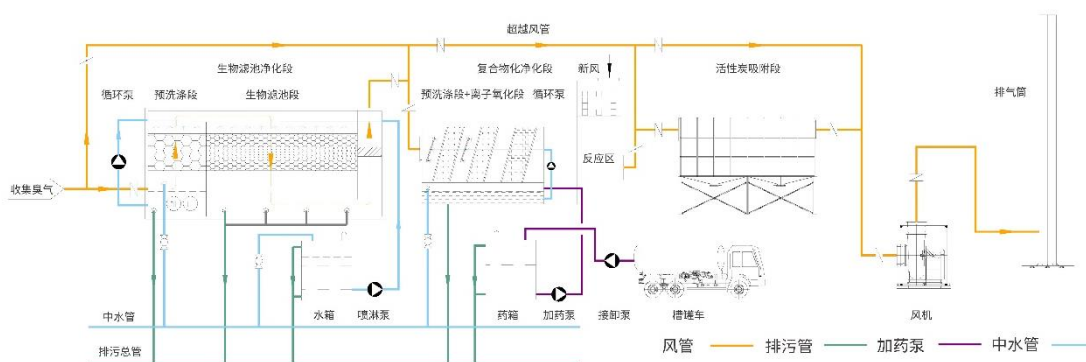 超越风管
生物滤池净化段
复合物化净化段
新风
活性炭吸附段
循环泵
预洗涤段
生物滤池段
预洗涤段+离子氧化段
循环泵
排气筒
反应区
收集臭气
中水管
水箱
喷淋泵
药箱
加药泵
接卸泵
槽罐车
风机
排污总管
风管
排污管
加药泵
中水管